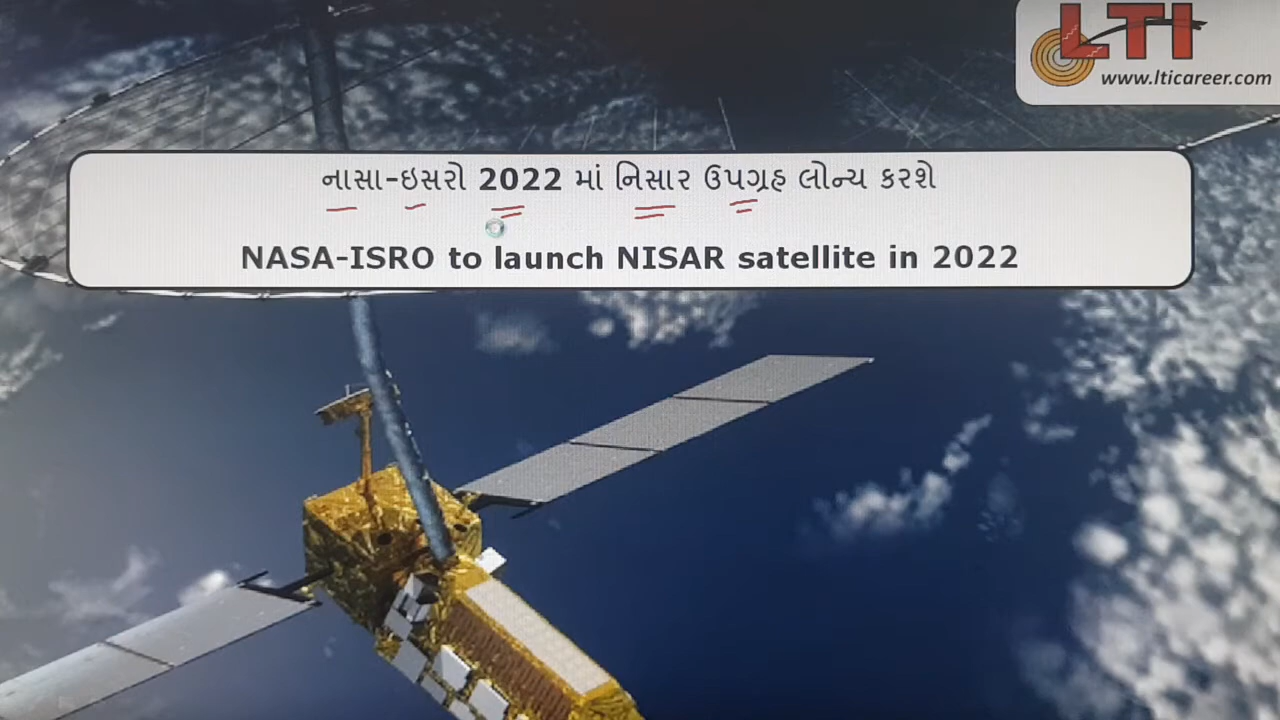 LTI
www.lticareer.com
નાસા-ઇસરો 2022 માં નિસાર ઉપગ્રહ લોન્ચ કરશે
NASA-ISRO to launch NISAR satellite in 2022